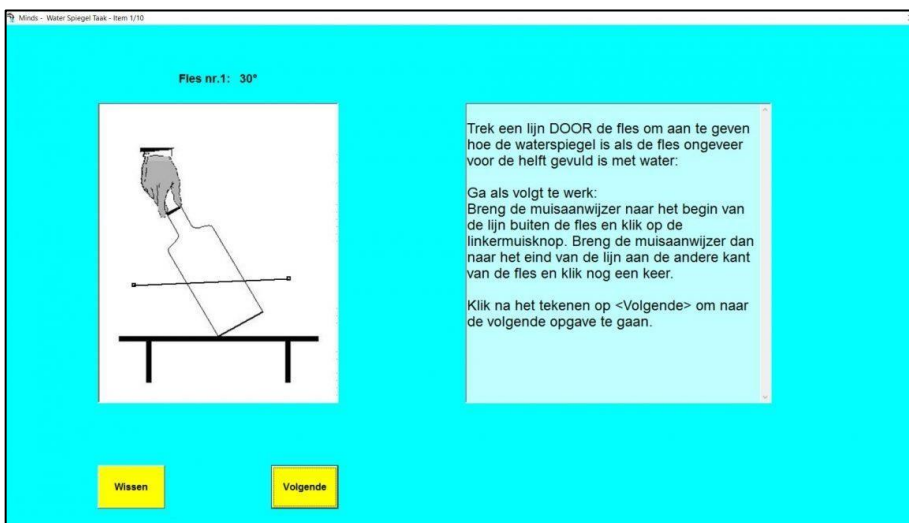 Minds - Water Spiegel Taak - Item 1/10
Fles nr.1: 30°
Trek een lijn DOOR de fles om aan te geven
hoe de waterspiegel is als de fles ongeveer
voor de helft gevuld is met water:
Ga als volgt te werk:
Breng de muisaanwijzer naar het begin van
de lijn buiten de fles en klik op de
linkermuisknop. Breng de muisaanwijzer dan
naar het eind van de lijn aan de andere kant
van de fles en klik nog een keer.
Klik na het tekenen op <Volgende> om naar
de volgende opgave te gaan.
Wissen
Volgende